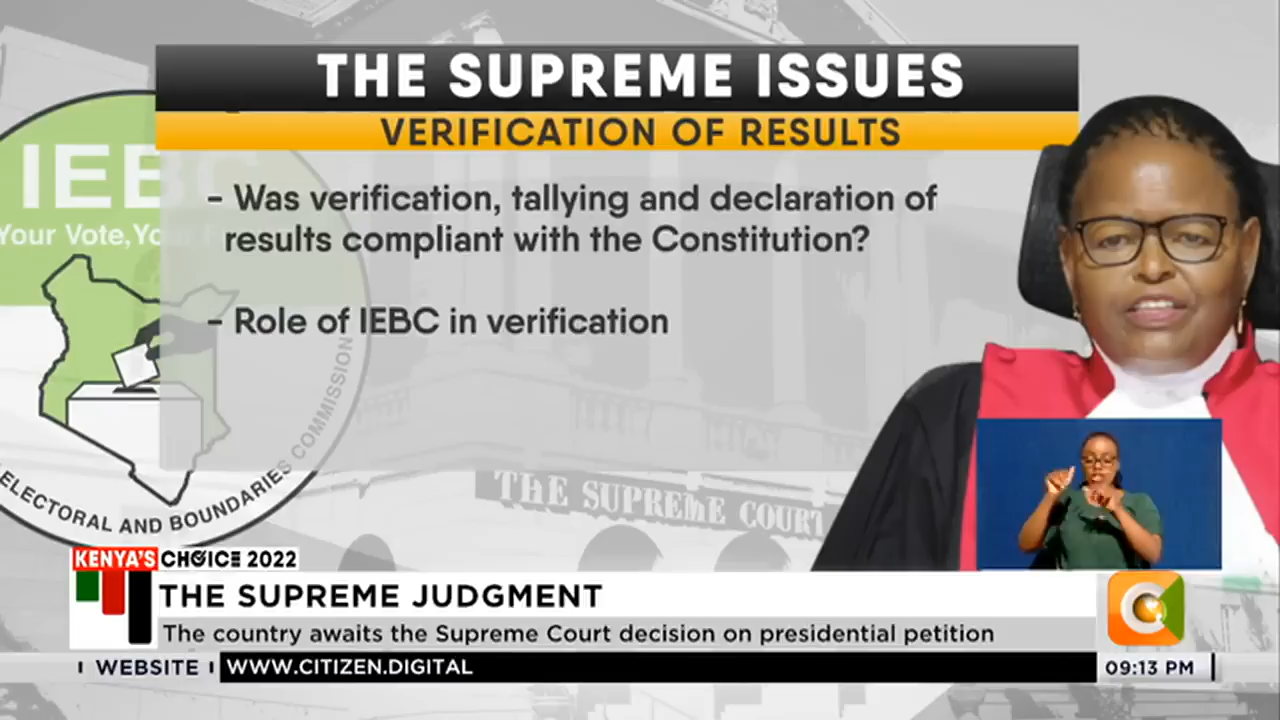 THE SUPREME ISSUES
VERIFICATION OF RESULTS
- Was verification, tallying and declaration of
results compliant with the Constitution?
- Role of IEBC in verification
IEBC
Your Vote,
ELECTORAL AND BOUNDARIES COMMISSION
THE SUPREME COURT
KENYA'S CHOICE 2022
THE SUPREME JUDGMENT
The country awaits the Supreme Court decision on presidential petition
WEBSITE
WWW.CITIZEN.DIGITAL
09:13 PM